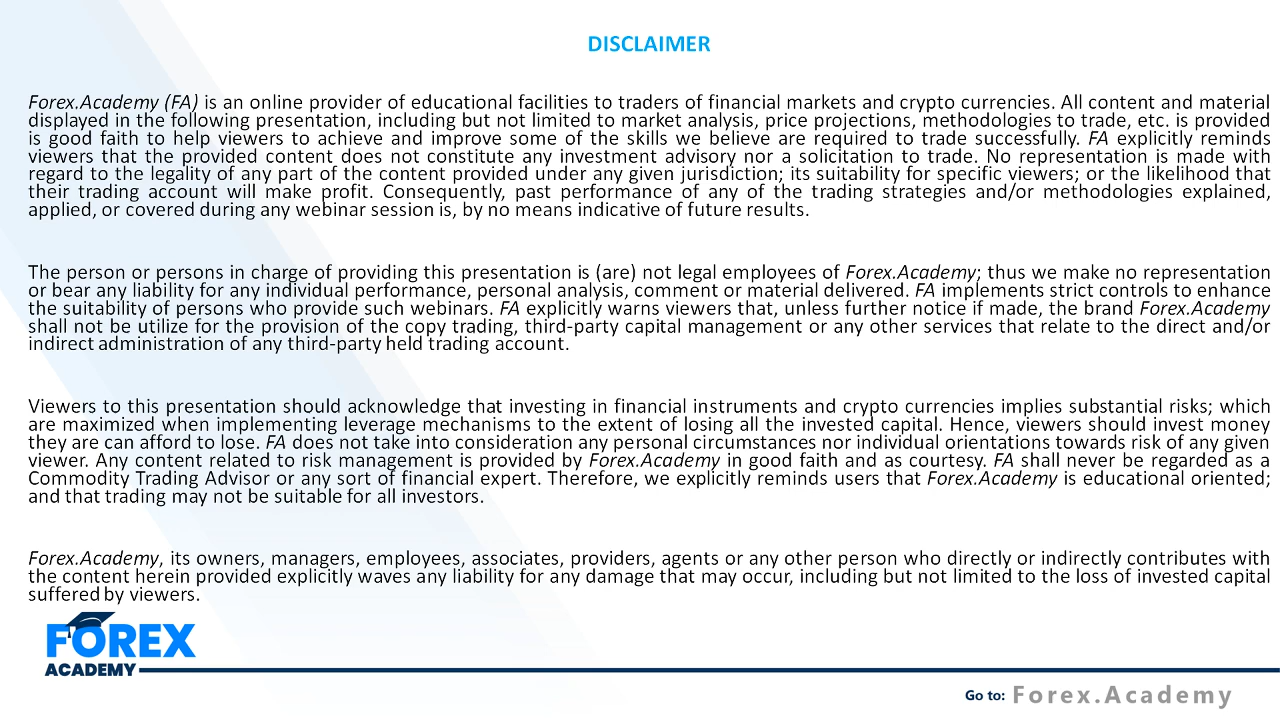 DISCLAIMER
Forex.Academy (FA) is an online provider of educational facilities to traders of financial markets and crypto currencies. All content and material
displayed in the following presentation, including but not limited to market analysis, price projections, methodologies to trade, etc. is provided
is good faith to help viewers to achieve and improve some of the skills we believe are required to trade successfully. FA explicitly reminds
viewers that the provided content does not constitute any investment advisory nor a solicitation to trade. No representation is made with
regard to the legality of any part of the content provided under any given jurisdiction; its suitability for specific viewers; or the likelihood that
their trading account will make profit. Consequently, past performance of any of the trading strategies and/or methodologies explained,
applied, or covered during any webinar session is, by no means indicative of future results.
The person or persons in charge of providing this presentation is (are) not legal employees of Forex.Academy; thus we make no representation
or bear any liability for any individual performance, personal analysis, comment or material delivered. FA implements strict controls to enhance
the suitability of persons who provide such webinars. FA explicitly warns viewers that, unless further notice if made, the brand Forex.Academy
shall not be utilize for the provision of the copy trading, third-party capital management or any other services that relate to the direct and/or
indirect administration of any third-party held trading account.
Viewers to this presentation should acknowledge that investing in financial instruments and crypto currencies implies substantial risks; which
are maximized when implementing leverage mechanisms to the extent of losing all the invested capital. Hence, viewers should invest money
they are can afford to lose. FA does not take into consideration any personal circumstances nor individual orientations towards risk of any given
viewer. Any content related to risk management is provided by Forex.Academy in good faith and as courtesy. FA shall never be regarded as a
Commodity Trading Advisor or any sort of financial expert. Therefore, we explicitly reminds users that Forex.Academy is educational oriented;
and that trading may not be suitable for all investors.
Forex.Academy, its owners, managers, employees, associates, providers, agents or any other person who directly or indirectly contributes with
the content herein provided explicitly waves any liability for any damage that may occur, including but not limited to the loss of invested capital
suffered by viewers.
FOREX
ACADEMY
Go to: Forex.Academy